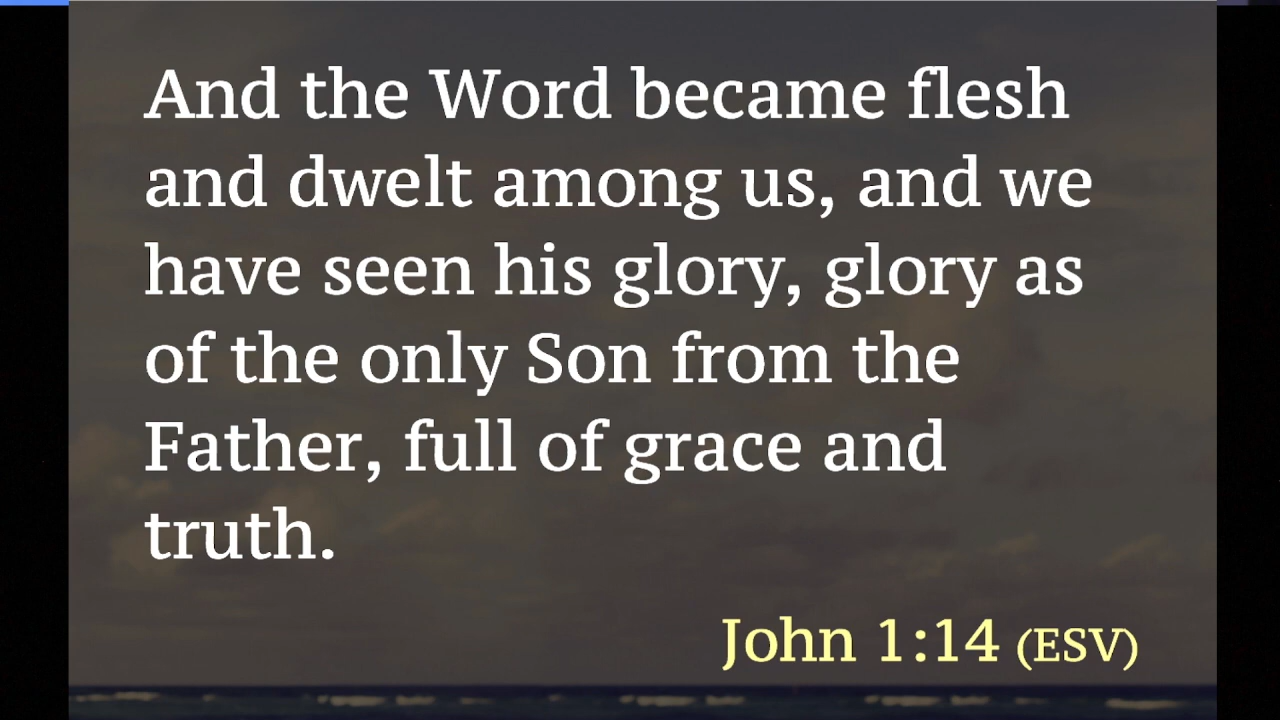 And the Word became flesh
and dwelt among us, and we
have seen his glory, glory as
of the only Son from the
Father, full of grace and
truth.
John 1:14 (ESV)